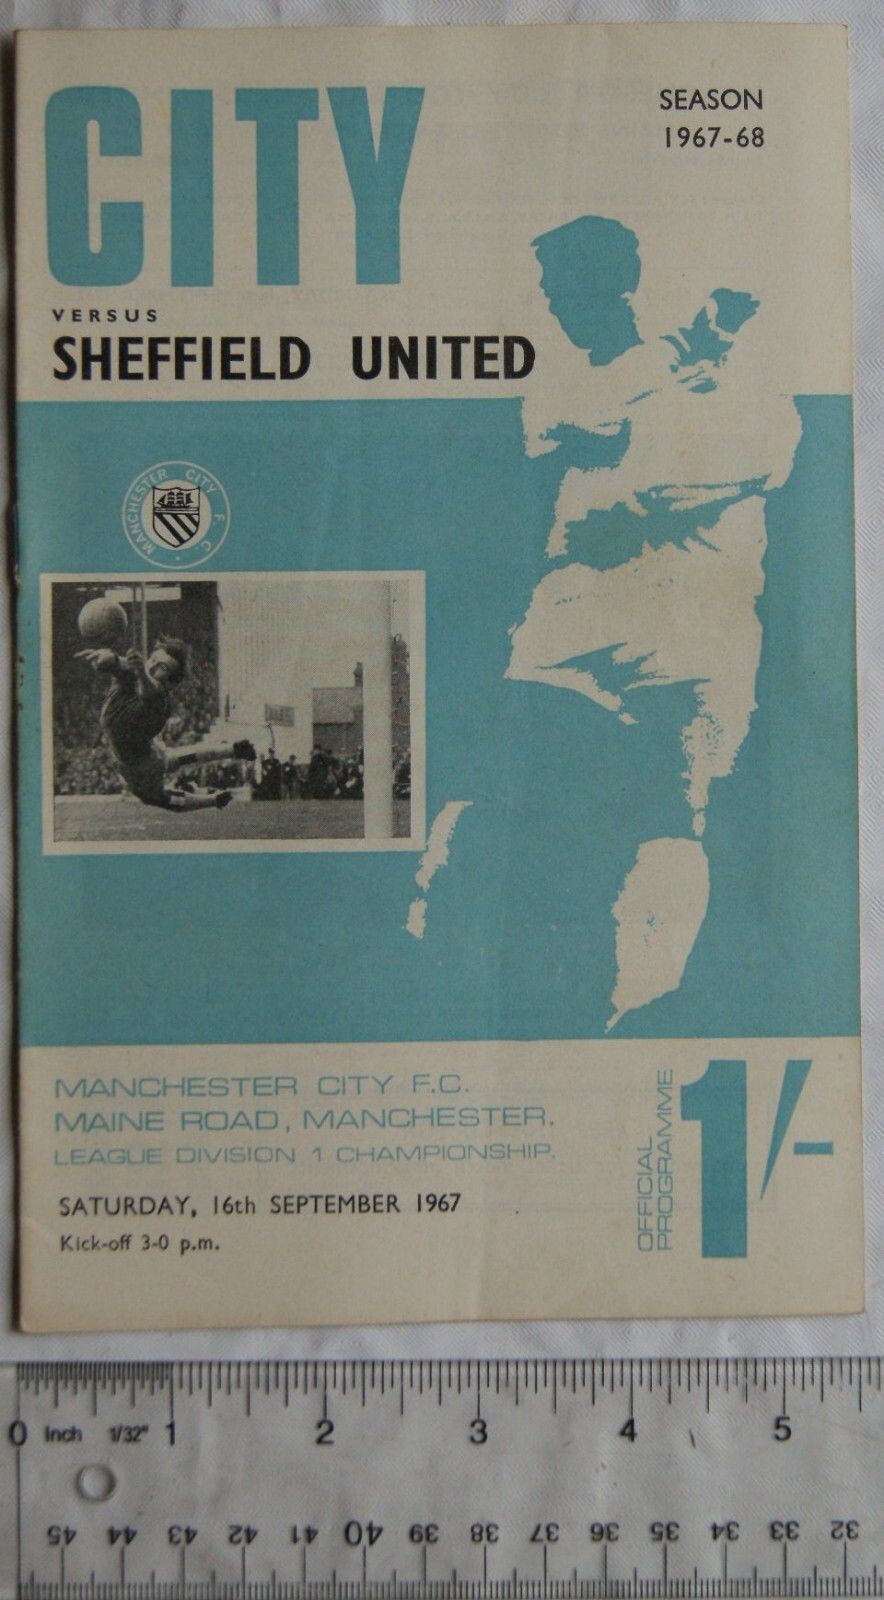 CITY
SEASON
1967-68
VERSUS
SHEFFIELD UNITED
MANCHESTER CITY F. C.
MANCHESTER CITY F.C.
MAINE ROAD, MANCHESTER.
LEAGUE DIVISION 1 CHAMPIONSHIP.
SATURDAY, 16th SEPTEMBER 1967
Kick-off 3-0 p.m.
OFFICIAL
PROGRAMME
1/-
0 Inch 1/32" 1 2 3 4 5
45 44 43 42 41 40 39 38 37 36 35 34 33 32